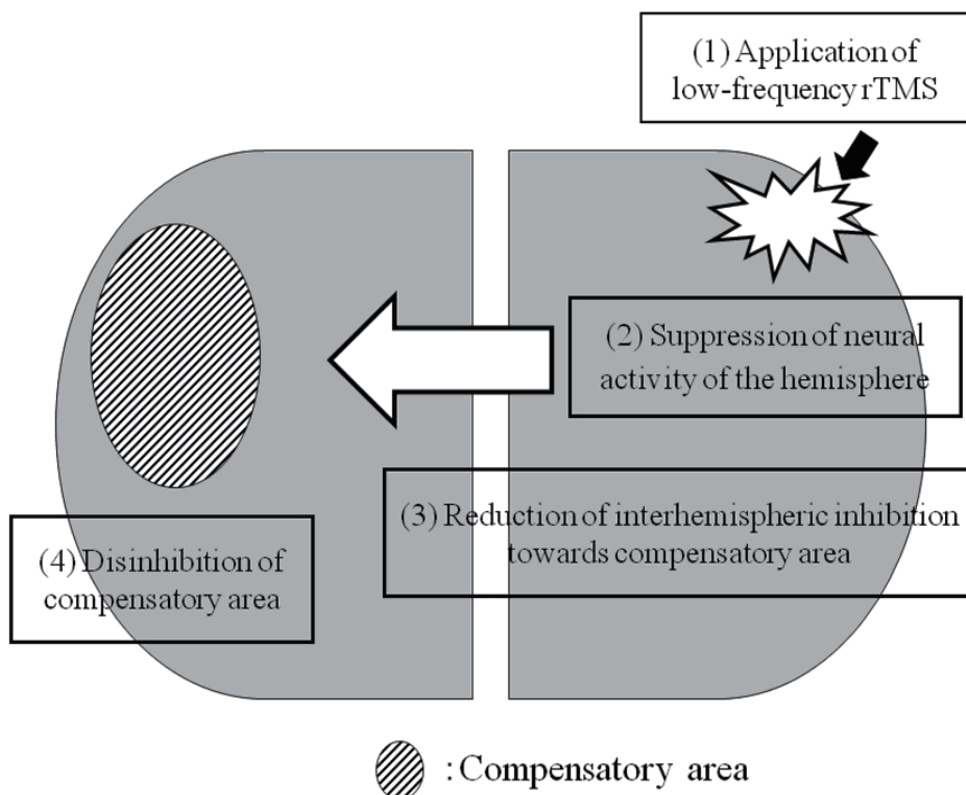 (1) Application of
low-frequency rTMS
(2) Suppression of neural
activity of the hemisphere
(3) Reduction of interhemispheric inhibition
towards compensatory area
(4) Disinhibition of
compensatory area
: Compensatory area